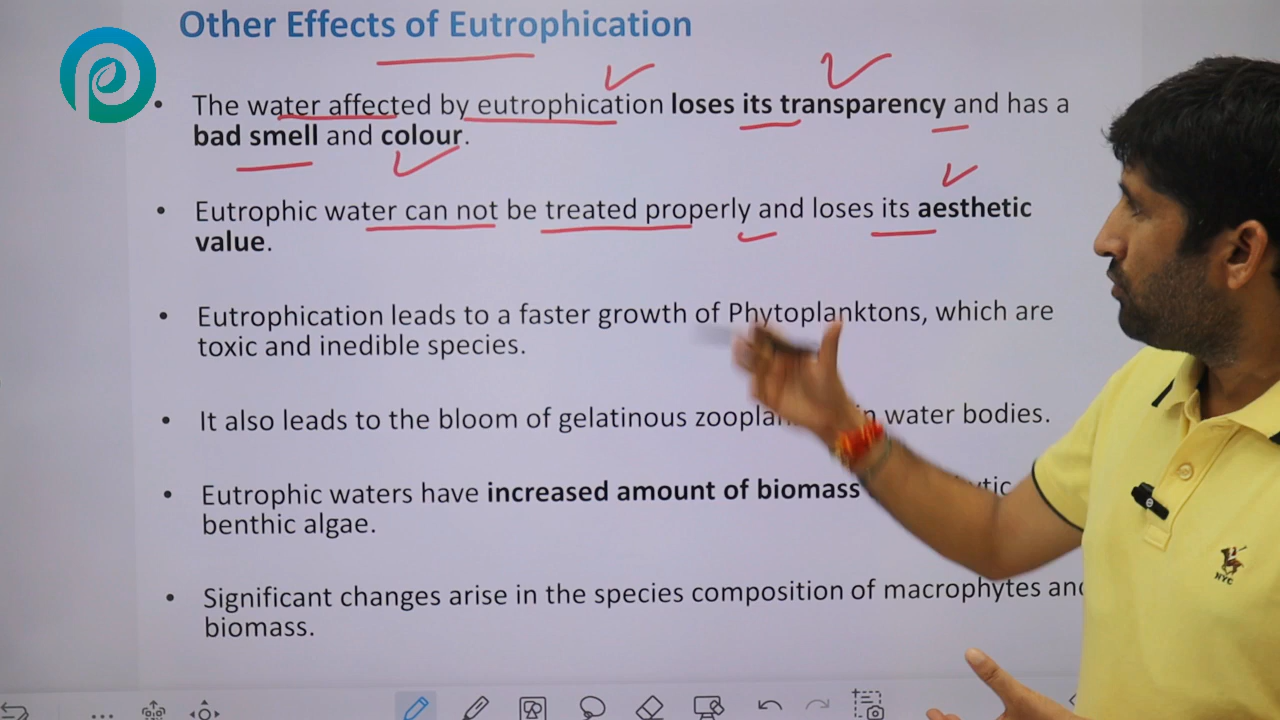 Other Effects of Eutrophication
• The water affected by eutrophication loses its transparency and has a
bad smell and colour.
• Eutrophic water can not be treated properly and loses its aesthetic
value.
• Eutrophication leads to a faster growth of Phytoplanktons, which are
toxic and inedible species.
• It also leads to the bloom of gelatinous water bodies.
• Eutrophic waters have increased amount of biomass
benthic algae.
• Significant changes arise in the species composition of macrophytes and
biomass.
HYC